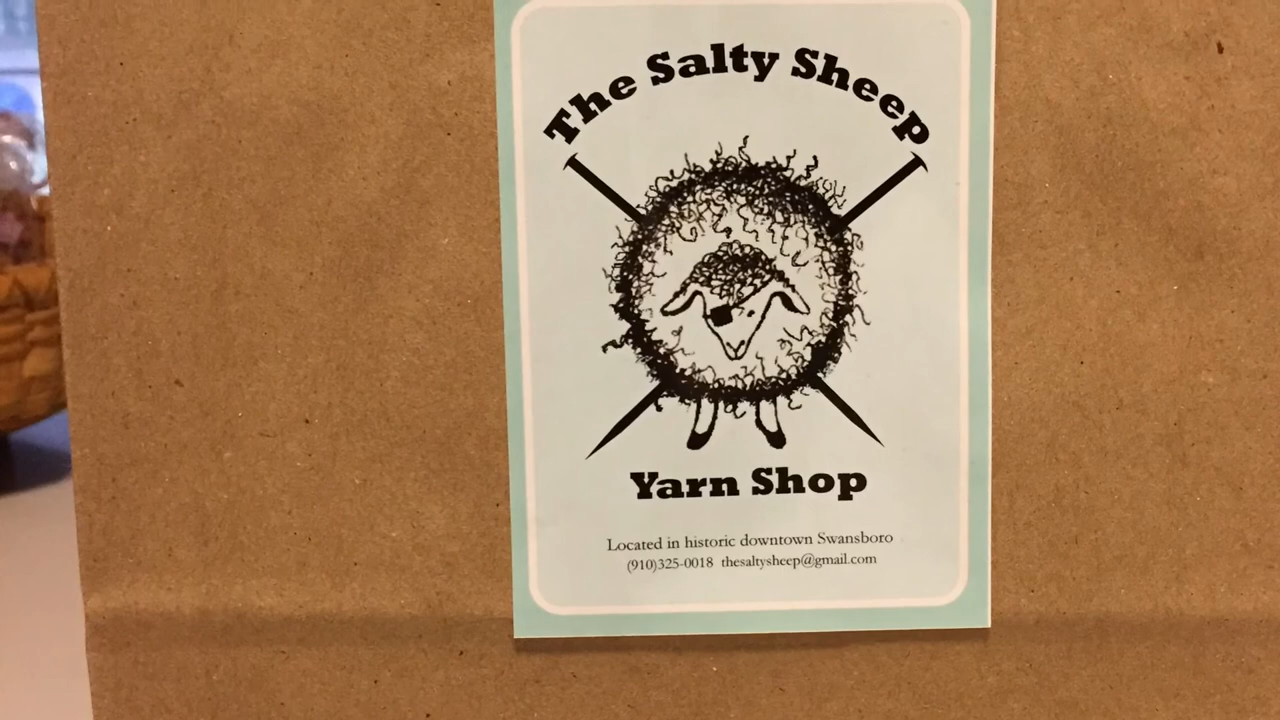 The Salty Sheep
Yarn Shop
Located in historic downtown Swansboro
(910)325-0018 thesaltysheep@gmail.com